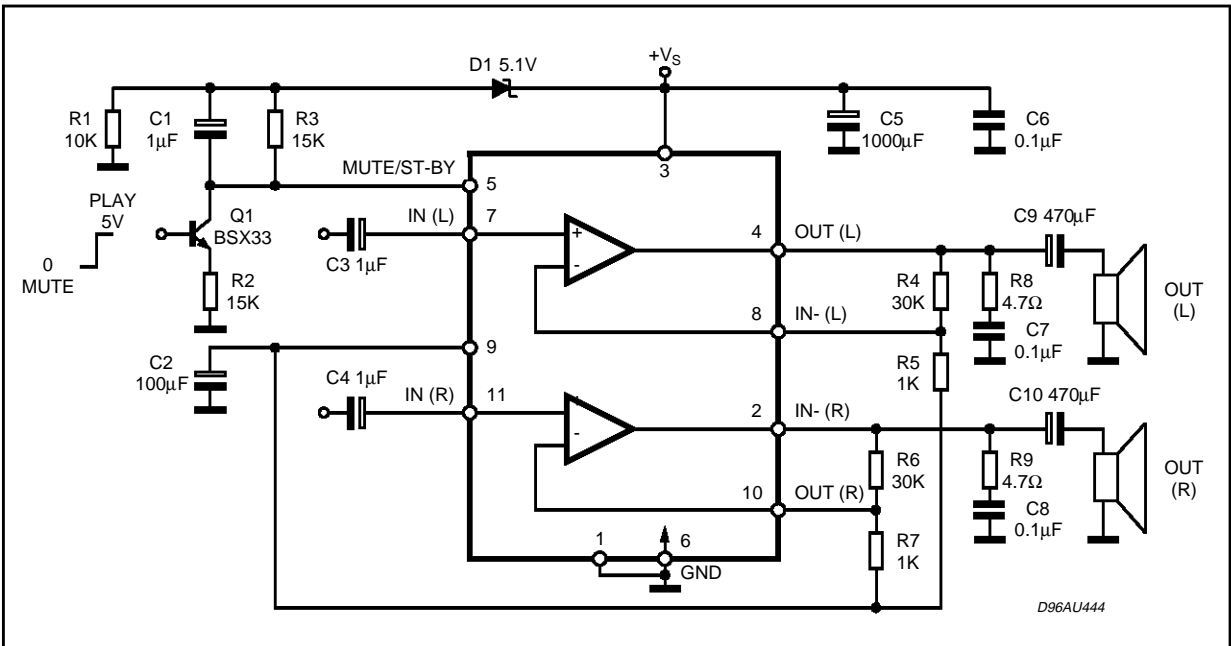 +VS
D1 5.1V
R1
10K
C1
1µF
R3
15K
C5
1000µF
C6
0.1µF
3
MUTE/ST-BY
5
PLAY
5V
0
MUTE
Q1
BSX33
R2
15K
IN (L)
7
C3 1µF
+
-
4
OUT (L)
C9 470µF
R4
30K
R8
4.7Ω
OUT
(L)
8
IN- (L)
C7
0.1µF
R5
1K
9
C2
100µF
C4 1µF
IN (R)
11
+
-
2
IN- (R)
C10 470µF
R6
30K
R9
4.7Ω
OUT
(R)
10
OUT (R)
C8
0.1µF
R7
1K
1
6
GND
D96AU444